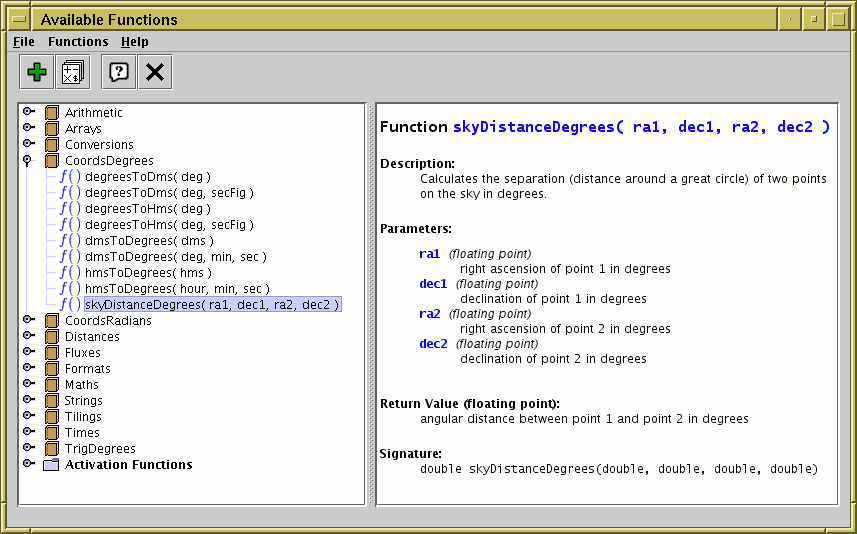 Available Functions
File Functions Help
Arithmetic
Arrays
Conversions
CoordsDegrees
f() degreesToDms( deg )
f() degreesToDms( deg, secFig )
f() degreesToHms( deg )
f() degreesToHms( deg, secFig )
f() dmsToDegrees( dms )
f() dmsToDegrees( deg, min, sec )
f() hmsToDegrees( hms )
f() hmsToDegrees( hour, min, sec )
f() skyDistanceDegrees( ra1, dec1, ra2, dec2 )
CoordsRadians
Distances
Fluxes
Formats
Maths
Strings
Tilings
Times
TrigDegrees
Activation Functions
Function skyDistanceDegrees( ra1, dec1, ra2, dec2 )
Description:
Calculates the separation (distance around a great circle) of two points
on the sky in degrees.
Parameters:
ra1 (floating point)
right ascension of point 1 in degrees
dec1 (floating point)
declination of point 1 in degrees
ra2 (floating point)
right ascension of point 2 in degrees
dec2 (floating point)
declination of point 2 in degrees
Return Value (floating point):
angular distance between point 1 and point 2 in degrees
Signature:
double skyDistanceDegrees(double, double, double, double)